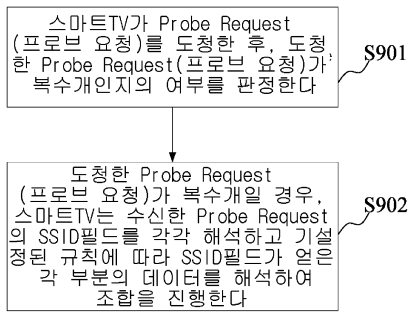 스마트TV가 Probe Request
(프로브 요청)를 도청한 후, 도청
한 Probe Request(프로브 요청)가
복수개인지의 여부를 판정한다
S901
도청한 Probe Request
(프로브 요청)가 복수개일 경우,
스마트TV는 수신한 Probe Request
의 SSID필드를 각각 해석하고 기설
정된 규칙에 따라 SSID필드가 얻은
각 부분의 데이터를 해석하여
조합을 진행한다
S902